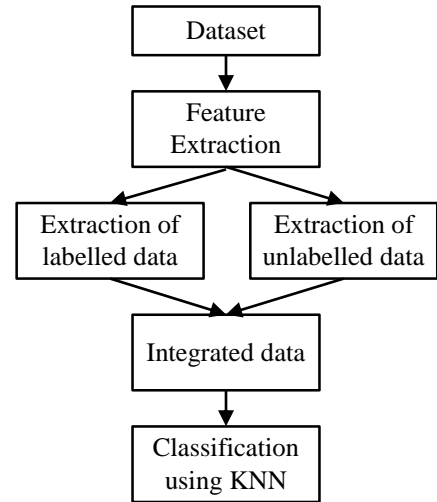 Dataset
Feature
Extraction
Extraction of
labelled data
Extraction of
unlabelled data
Integrated data
Classification
using KNN